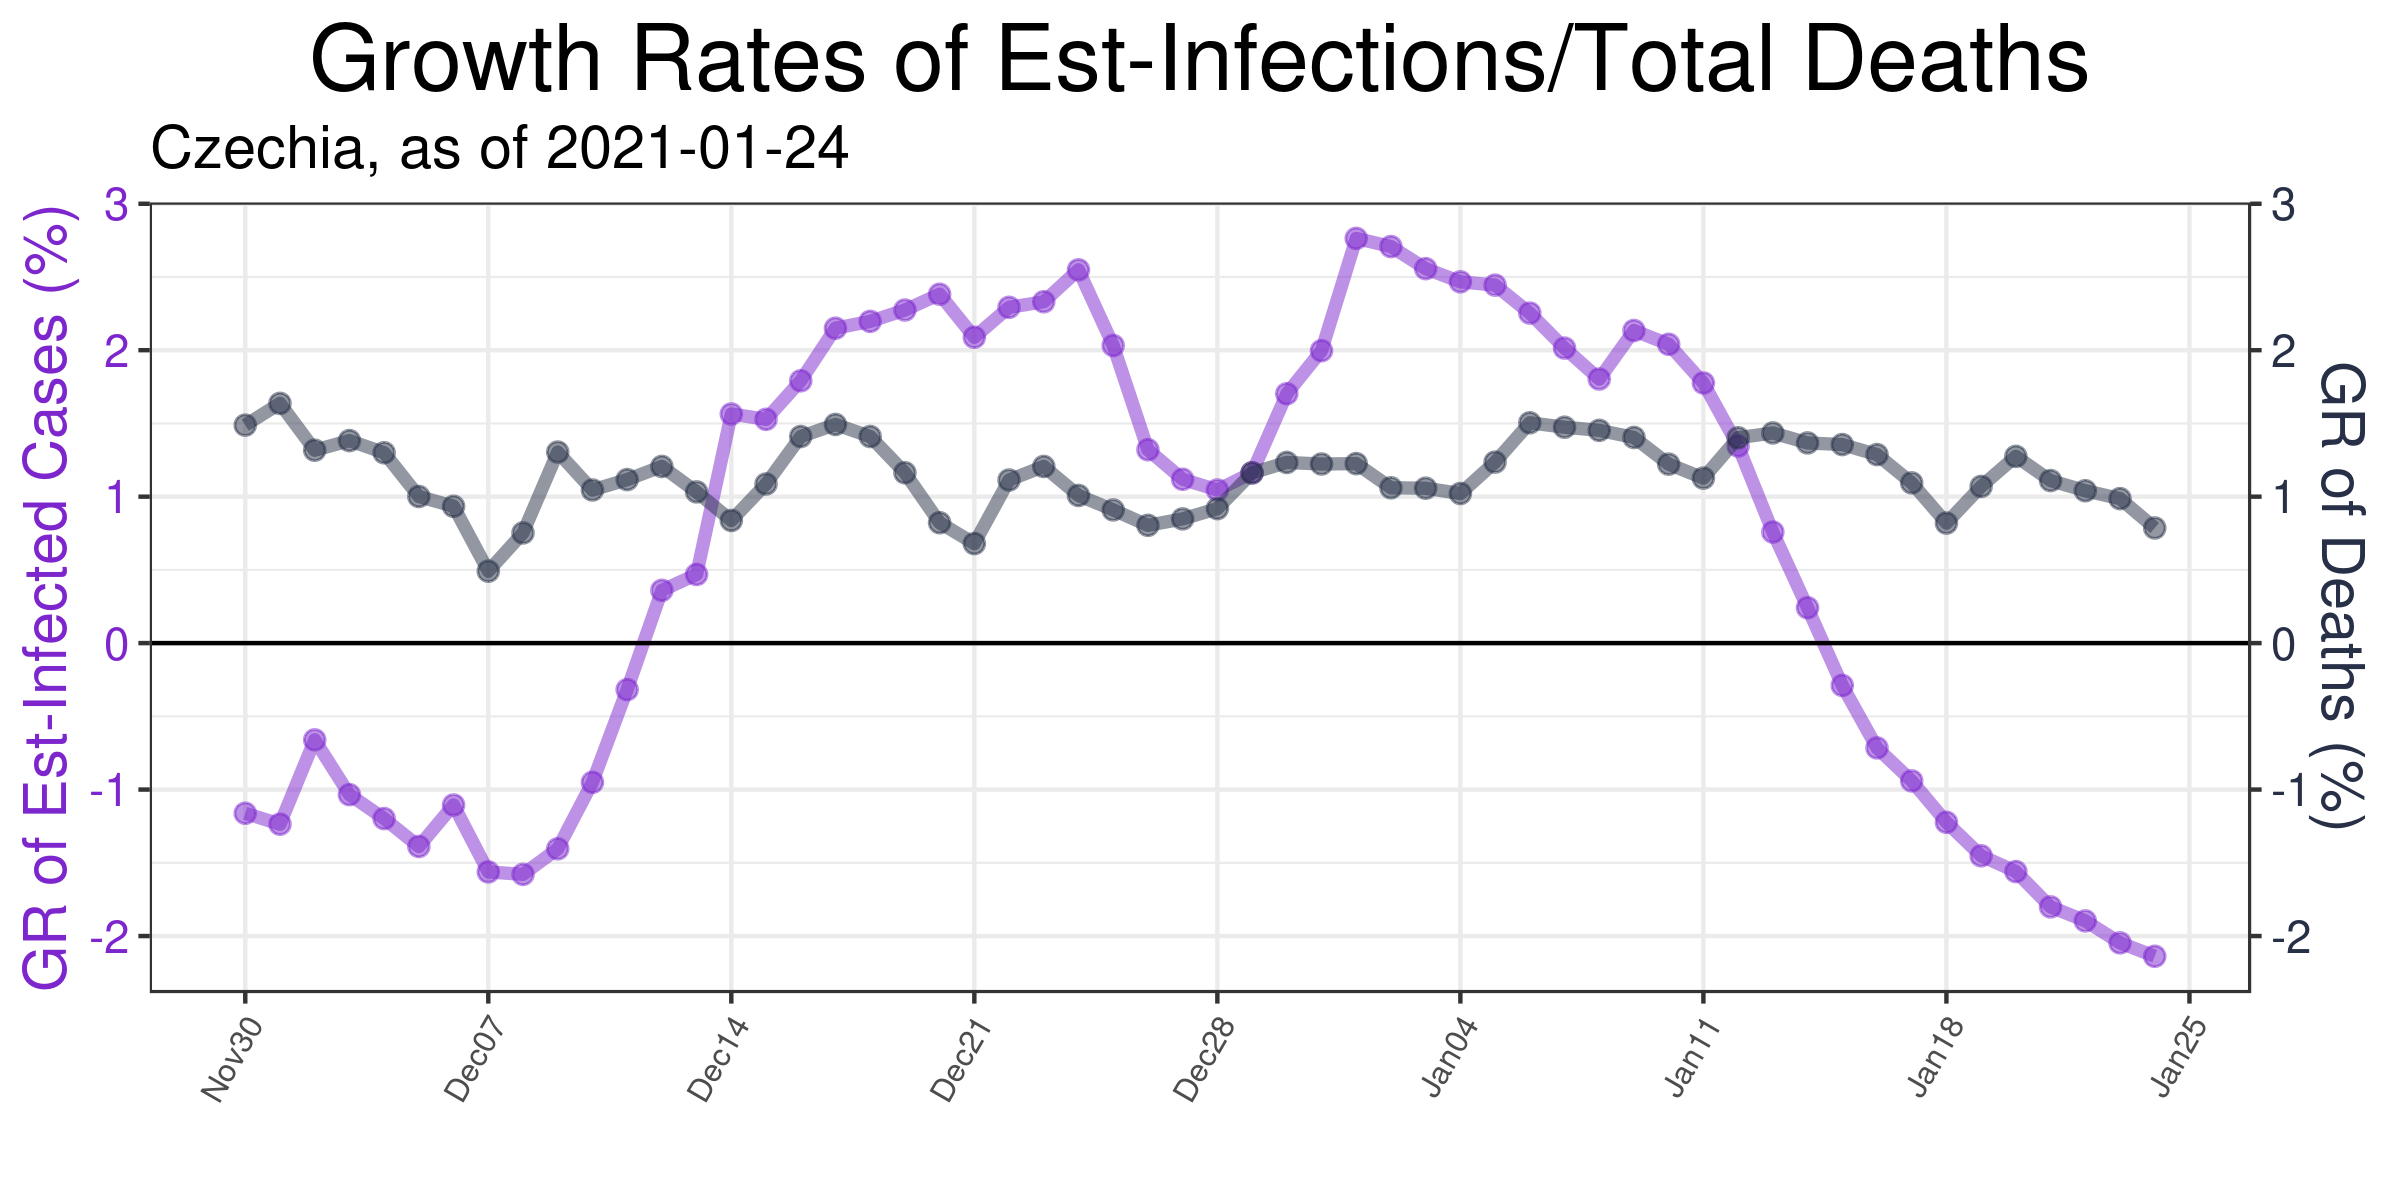 Growth Rates of Est-Infections/Total Deaths
Czechia, as of 2021-01-24
GR of Est-Infected Cases (%)
3
2
1
0
-1
-2
3
2
1
0
-1
-2
GR of Deaths (%)
Nov30
Dec07
Dec14
Dec21
Dec28
Jan04
Jan11
Jan18
Jan25